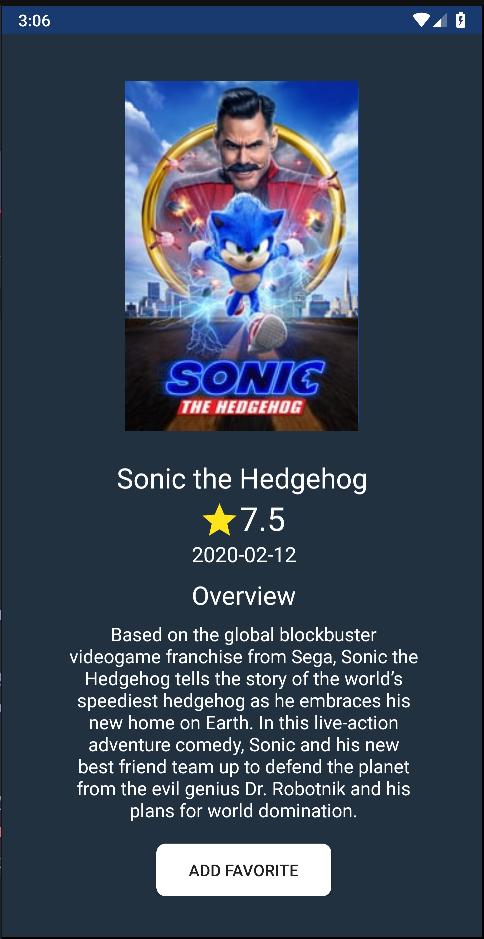 3:06
SONIC
THE HEDGEHOG
Sonic the Hedgehog
7.5
2020-02-12
Overview
Based on the global blockbuster
videogame franchise from Sega, Sonic the
Hedgehog tells the story of the world’s
speediest hedgehog as he embraces his
new home on Earth. In this live-action
adventure comedy, Sonic and his new
best friend team up to defend the planet
from the evil genius Dr. Robotnik and his
plans for world domination.
ADD FAVORITE